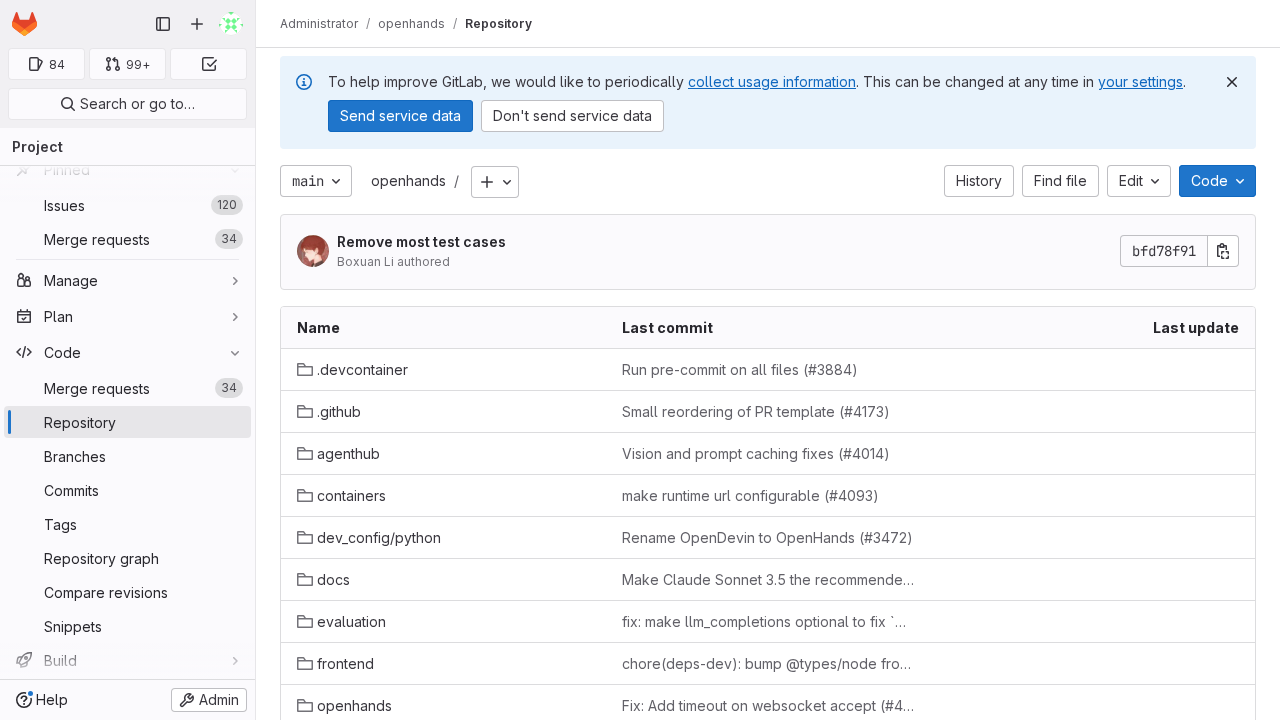 Administrator / openhands / Repository
84
99+
Search or go to…
Project
Pinned
Issues 120
Merge requests 34
Manage
Plan
Code
Merge requests 34
Repository
Branches
Commits
Tags
Repository graph
Compare revisions
Snippets
Build
Help
Admin
To help improve GitLab, we would like to periodically collect usage information. This can be changed at any time in your settings.
Send service data Don't send service data
main openhands /
History Find file Edit Code
Remove most test cases
Boxuan Li authored
bfd78f91
Name Last commit Last update
.devcontainer Run pre-commit on all files (#3884)
.github Small reordering of PR template (#4173)
agenthub Vision and prompt caching fixes (#4014)
containers make runtime url configurable (#4093)
dev_config/python Rename OpenDevin to OpenHands (#3472)
docs Make Claude Sonnet 3.5 the recommende…
evaluation fix: make llm_completions optional to fix `…
frontend chore(deps-dev): bump @types/node fro…
openhands Fix: Add timeout on websocket accept (#4…